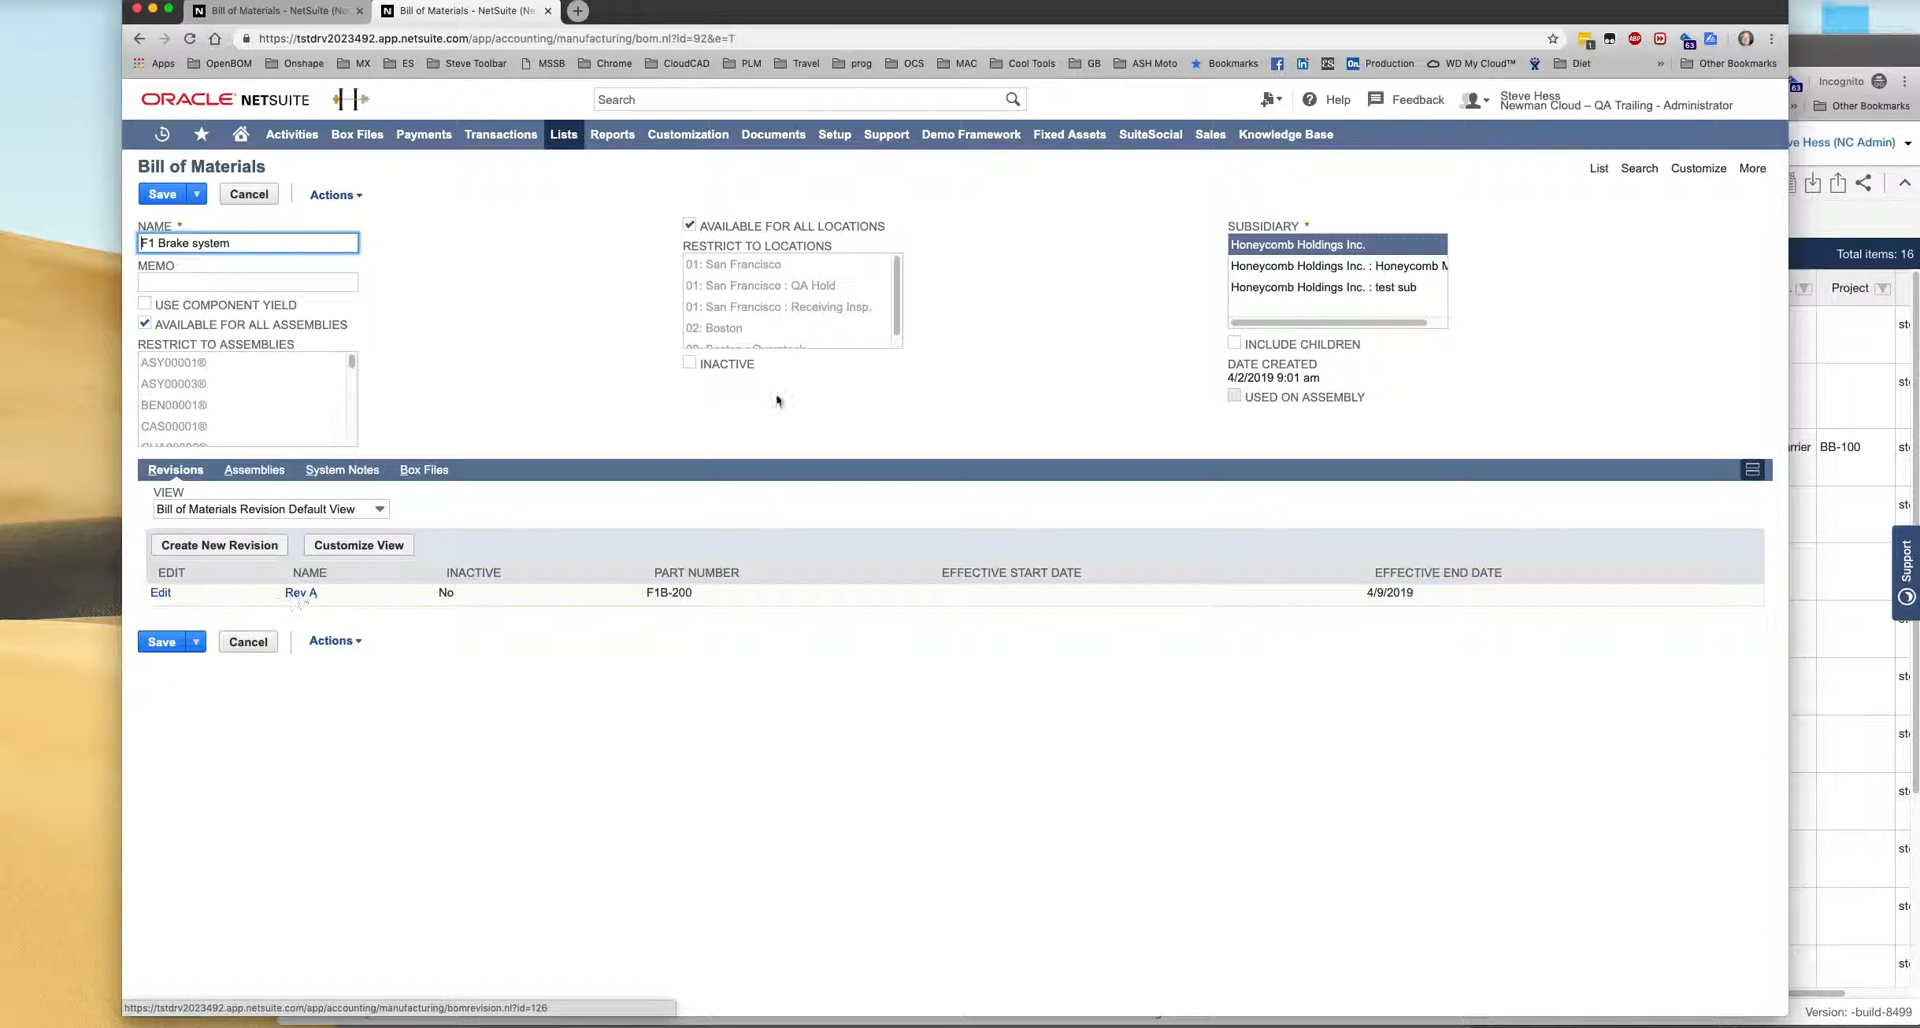 Bill of Materials - NetSuite (Ne
Bill of Materials - NetSuite (Ne
https://tstdrv2023492.app.netsuite.com/app/accounting/manufacturing/bom.nl?id=92&e=T
Apps OpenBOM Onshape MX ES Steve Toolbar MSSB Chrome CloudCAD PLM Travel prog OCS MAC Cool Tools GB ASH Moto Bookmarks Production WD My Cloud™ Diet » Other Bookmarks
Incognito
Other Bookmarks
ORACLE NETSUITE
Search
Help
Feedback
Steve Hess
Newman Cloud – QA Trailing - Administrator
Activities Box Files Payments Transactions Lists Reports Customization Documents Setup Support Demo Framework Fixed Assets SuiteSocial Sales Knowledge Base
ve Hess (NC Admin)
Bill of Materials
List Search Customize More
Save Cancel Actions
NAME *
F1 Brake system
MEMO
USE COMPONENT YIELD
AVAILABLE FOR ALL ASSEMBLIES
RESTRICT TO ASSEMBLIES
ASY00001®
ASY00003®
BEN00001®
CAS00001®
AVAILABLE FOR ALL LOCATIONS
RESTRICT TO LOCATIONS
01: San Francisco
01: San Francisco : QA Hold
01: San Francisco : Receiving Insp.
02: Boston
INACTIVE
SUBSIDIARY *
Honeycomb Holdings Inc.
Honeycomb Holdings Inc. : Honeycomb M
Honeycomb Holdings Inc. : test sub
INCLUDE CHILDREN
DATE CREATED
4/2/2019 9:01 am
USED ON ASSEMBLY
Total items: 16
Project
rrier BB-100
Support
Revisions Assemblies System Notes Box Files
VIEW
Bill of Materials Revision Default View
Create New Revision Customize View
EDIT NAME INACTIVE PART NUMBER EFFECTIVE START DATE EFFECTIVE END DATE
Edit Rev A No F1B-200 4/9/2019
Save Cancel Actions
https://tstdrv2023492.app.netsuite.com/app/accounting/manufacturing/bomrevision.nl?id=126
Version: -build-8499